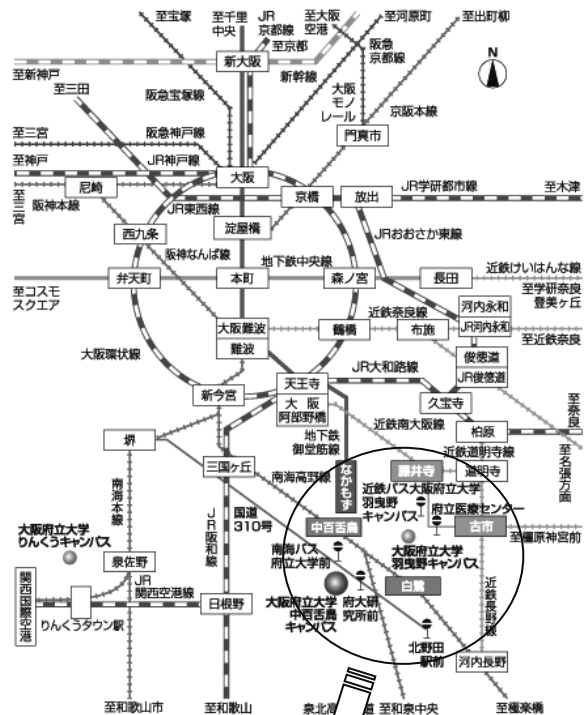 至宝塚
至千里
中央
JR
京都線
至京都
至大阪
空港
至河原町
至出町柳
阪急
京都線
新大阪
新幹線
至新神戸
至三田
阪急宝塚線
大阪
モノ
レール
京阪本線
門真市
N
至三宮
阪急神戸線
至神戸
JR神戸線
大阪
尼崎
至三宮
阪神本線
JR東西線
京橋
放出
JR学研都市線
至木津
淀屋橋
西九条
JRおおさか東線
阪神なんば線
地下鉄中央線
弁天町
本町
森ノ宮
長田
近鉄けいはんな線
至コスモ
スクエア
至学研奈良
登美ヶ丘
河内永和
JR河内永和
大阪難波
難波
鶴橋
近鉄奈良線
布施
至近鉄奈良
俊徳道
JR俊徳道
大阪環状線
JR大和路線
天王寺
大阪
阿部野橋
新今宮
久宝寺
至奈良
柏原
近鉄南大阪線
地下鉄
御堂筋線
堺
三国ヶ丘
南海高野線
なかもず
藤井寺
近鉄道明寺線
道明寺
至名張方面
近鉄バス大阪府立大学
羽曳野
キャンパス
府立医療センター
南海本線
国道
310号
中百舌鳥
古市
至橿原神宮前
大阪府立大学
りんくうキャンパス
JR阪和線
南海バス
府立大学前
大阪府立大学
羽曳野キャンパス
泉佐野
白鷺
近鉄長野線
関西国際空港
JR
関西空港線
りんくうタウン駅
日根野
大阪府立大学
中百舌鳥
キャンパス
府大研
究所前
北野田
駅前
河内長野
至和歌山市
至和歌山
泉北高
道
至和泉中央
至極楽橋